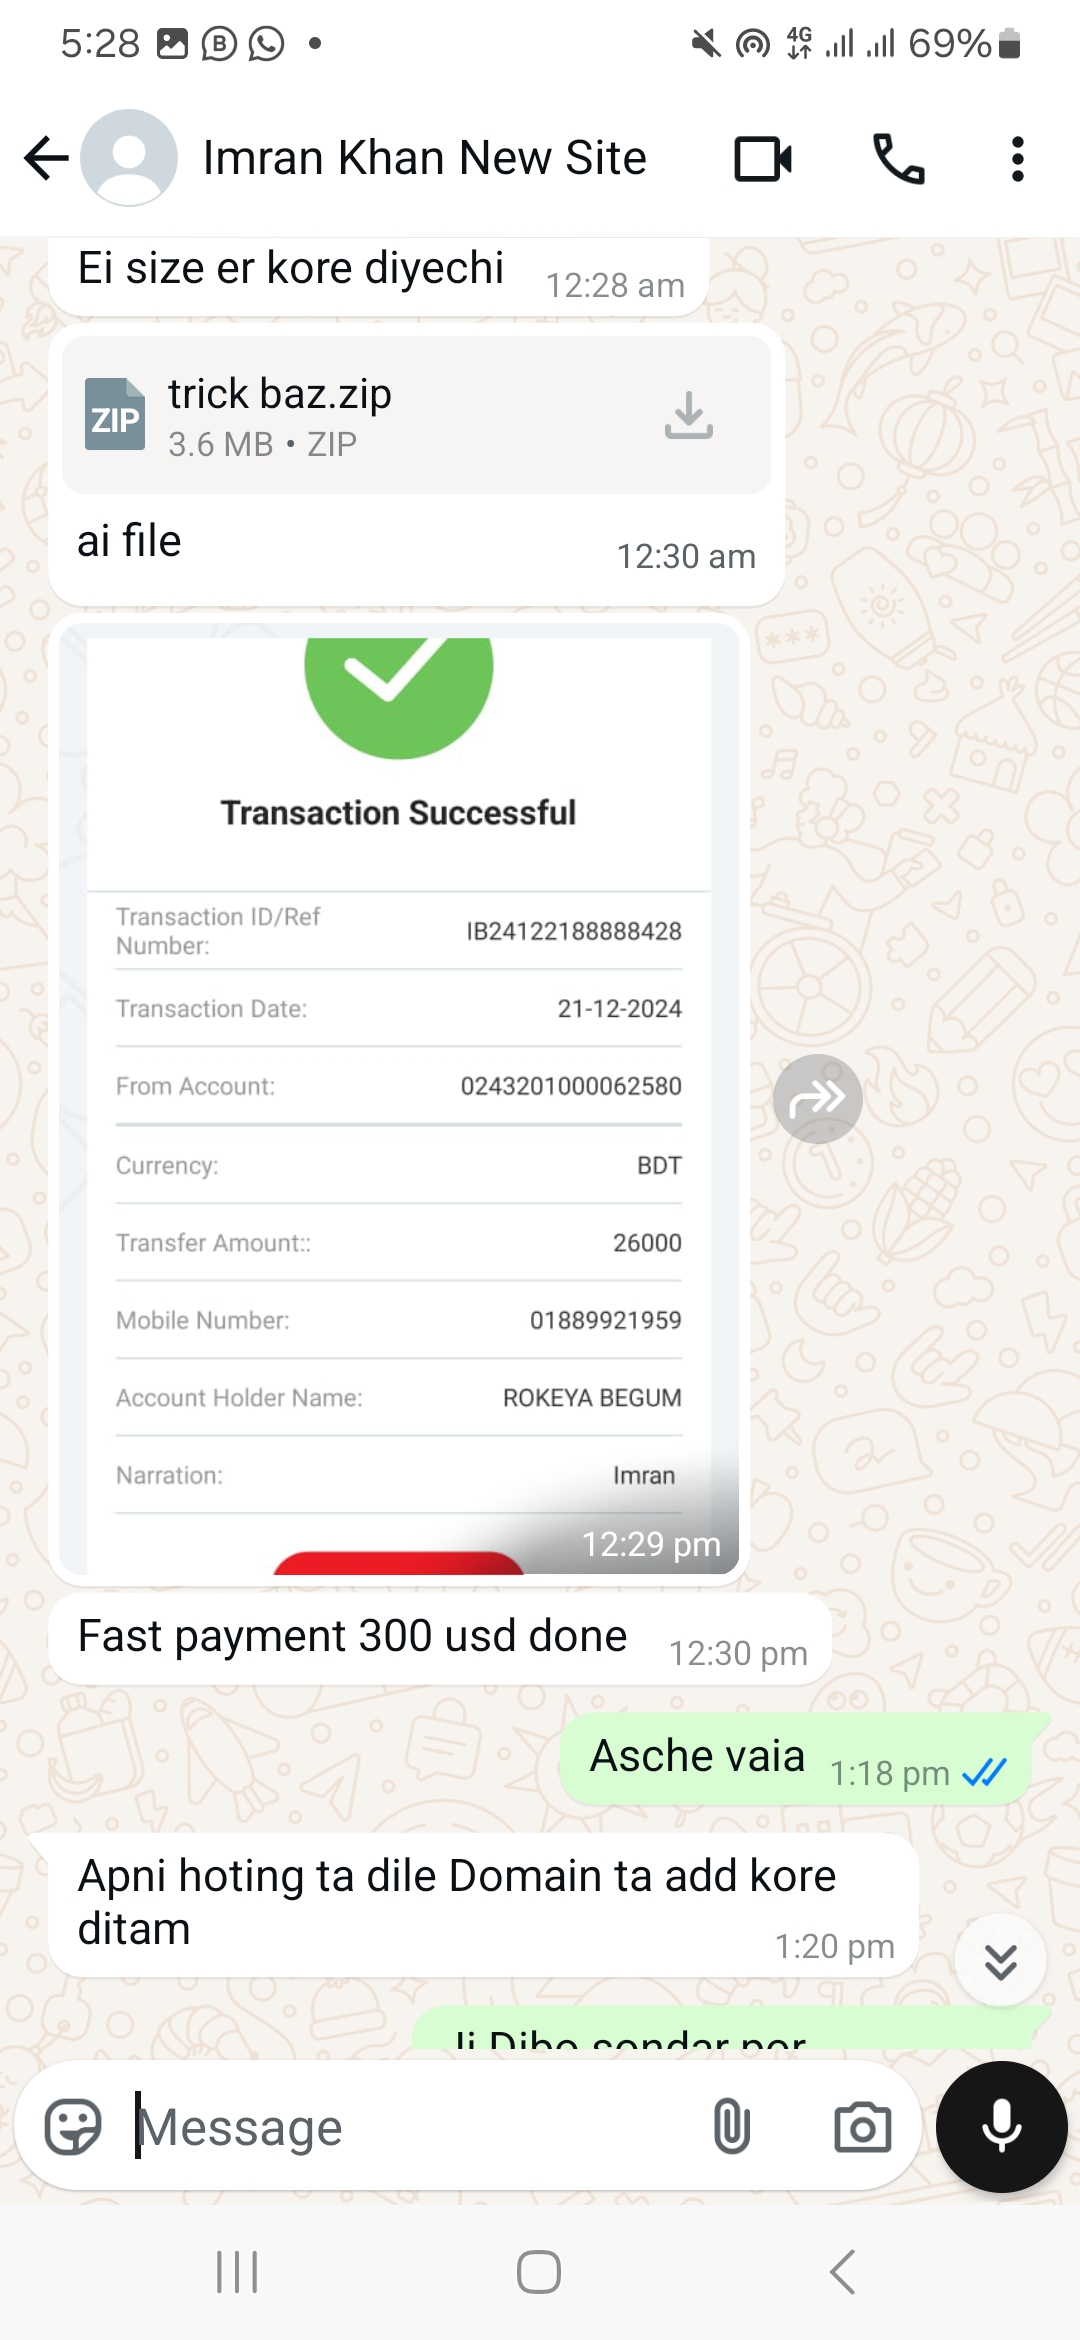 5:28
4G
69%
Imran Khan New Site
Ei size er kore diyechi 12:28 am
ZIP
trick baz.zip
3.6 MB • ZIP
ai file
12:30 am
Transaction Successful
Transaction ID/Ref
Number:
IB24122188888428
Transaction Date: 21-12-2024
From Account: 0243201000062580
Currency: BDT
Transfer Amount:: 26000
Mobile Number: 01889921959
Account Holder Name: ROKEYA BEGUM
Narration: Imran
12:29 pm
Fast payment 300 usd done 12:30 pm
Asche vaia 1:18 pm
Apni hoting ta dile Domain ta add kore
ditam
1:20 pm
Ji Dibo sondar por
Message